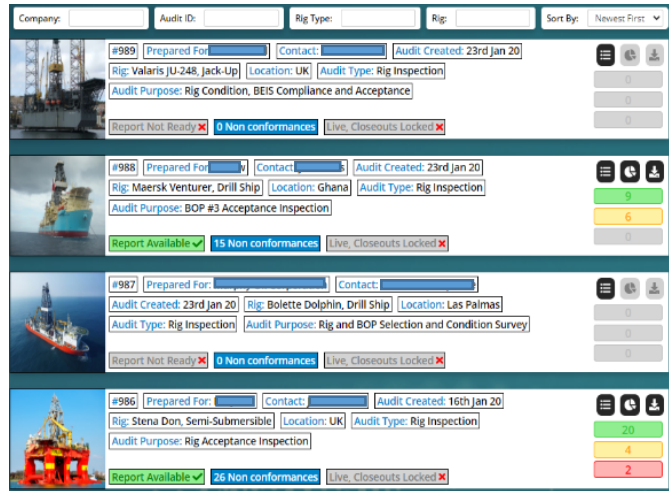 Company: Audit ID: Rig Type: Rig: Sort By: Newest First
#989 Prepared For Contact: Audit Created: 23rd Jan 20
Rig: Valaris JU-248, Jack-Up Location: UK Audit Type: Rig Inspection
Audit Purpose: Rig Condition, BEIS Compliance and Acceptance
0
0
0
Report Not Ready 0 Non conformances Live, Closeouts Locked
#988 Prepared For Contact Audit Created: 23rd Jan 20
Rig: Maersk Venturer, Drill Ship Location: Ghana Audit Type: Rig Inspection
Audit Purpose: BOP #3 Acceptance Inspection
9
6
0
Report Available 15 Non conformances Live, Closeouts Locked
#987 Prepared For: Contact:
Audit Created: 23rd Jan 20 Rig: Bolette Dolphin, Drill Ship Location: Las Palmas
Audit Type: Rig Inspection Audit Purpose: Rig and BOP Selection and Condition Survey
0
0
0
Report Not Ready 0 Non conformances Live, Closeouts Locked
#986 Prepared For: Contact: Audit Created: 16th Jan 20
Rig: Stena Don, Semi-Submersible Location: UK Audit Type: Rig Inspection
Audit Purpose: Rig Acceptance Inspection
20
4
2
Report Available 26 Non conformances Live, Closeouts Locked